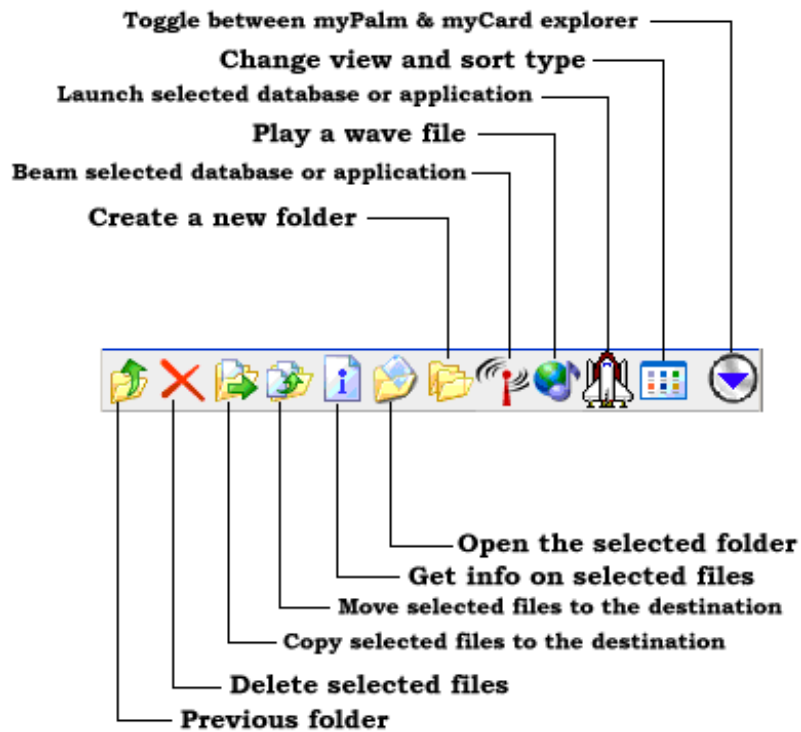 Toggle between myPalm & myCard explorer
Change view and sort type
Launch selected database or application
Play a wave file
Beam selected database or application
Create a new folder
Open the selected folder
Get info on selected files
Move selected files to the destination
Copy selected files to the destination
Delete selected files
Previous folder